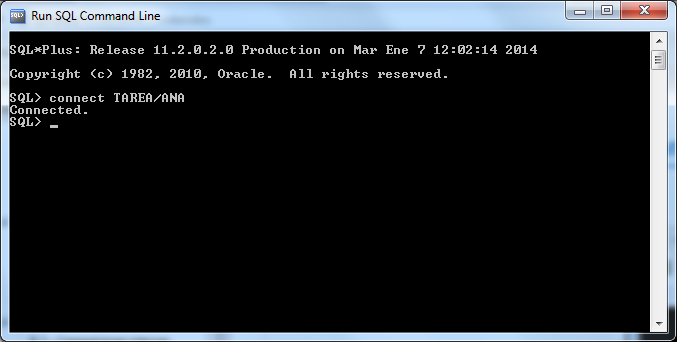 Run SQL Command Line
SQL*Plus: Release 11.2.0.2.0 Production on Mar Ene 7 12:02:14 2014
Copyright (c) 1982, 2010, Oracle.  All rights reserved.
SQL> connect TAREA/ANA
Connected.
SQL> _